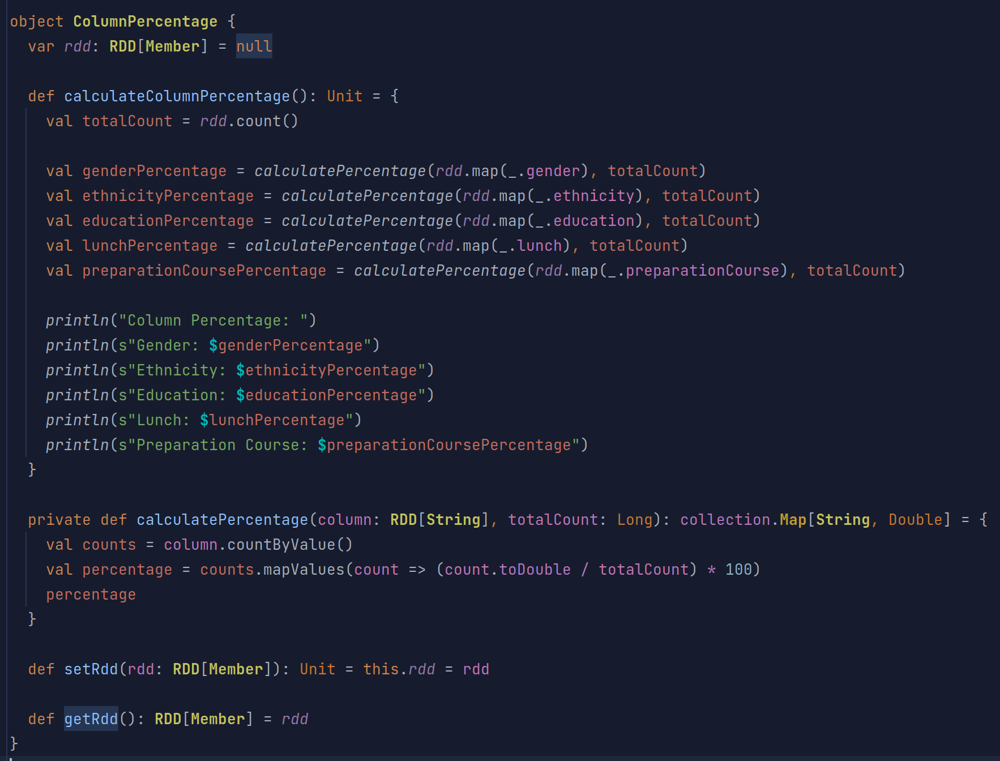 object ColumnPercentage {
  var rdd: RDD[Member] = null

  def calculateColumnPercentage(): Unit = {
    val totalCount = rdd.count()

    val genderPercentage = calculatePercentage(rdd.map(_.gender), totalCount)
    val ethnicityPercentage = calculatePercentage(rdd.map(_.ethnicity), totalCount)
    val educationPercentage = calculatePercentage(rdd.map(_.education), totalCount)
    val lunchPercentage = calculatePercentage(rdd.map(_.lunch), totalCount)
    val preparationCoursePercentage = calculatePercentage(rdd.map(_.preparationCourse), totalCount)

    println("Column Percentage: ")
    println(s"Gender: $genderPercentage")
    println(s"Ethnicity: $ethnicityPercentage")
    println(s"Education: $educationPercentage")
    println(s"Lunch: $lunchPercentage")
    println(s"Preparation Course: $preparationCoursePercentage")
  }

  private def calculatePercentage(column: RDD[String], totalCount: Long): collection.Map[String, Double] = {
    val counts = column.countByValue()
    val percentage = counts.mapValues(count => (count.toDouble / totalCount) * 100)
    percentage
  }

  def setRdd(rdd: RDD[Member]): Unit = this.rdd = rdd

  def getRdd(): RDD[Member] = rdd
}